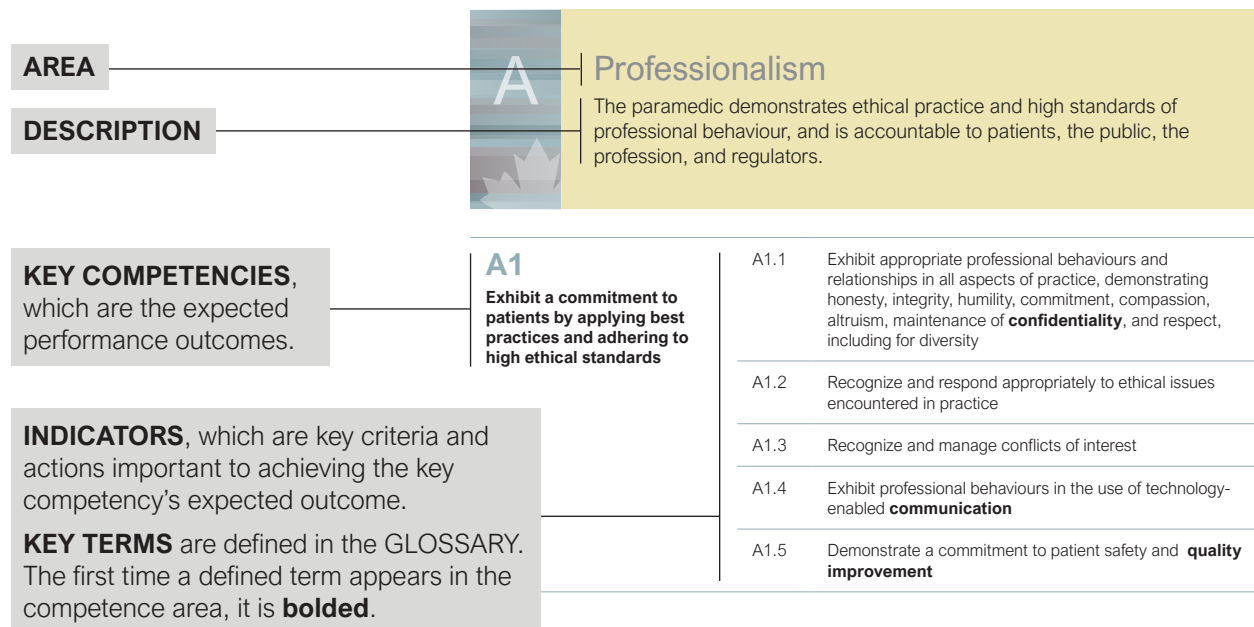 AREA
DESCRIPTION
A
Professionalism
The paramedic demonstrates ethical practice and high standards of
professional behaviour, and is accountable to patients, the public, the
profession, and regulators.
KEY COMPETENCIES,
which are the expected
performance outcomes.
A1
Exhibit a commitment to
patients by applying best
practices and adhering to
high ethical standards
A1.1 Exhibit appropriate professional behaviours and
relationships in all aspects of practice, demonstrating
honesty, integrity, humility, commitment, compassion,
altruism, maintenance of confidentiality, and respect,
including for diversity
A1.2 Recognize and respond appropriately to ethical issues
encountered in practice
A1.3 Recognize and manage conflicts of interest
A1.4 Exhibit professional behaviours in the use of technology-
enabled communication
A1.5 Demonstrate a commitment to patient safety and quality
improvement
INDICATORS, which are key criteria and
actions important to achieving the key
competency's expected outcome.
KEY TERMS are defined in the GLOSSARY.
The first time a defined term appears in the
competence area, it is bolded.